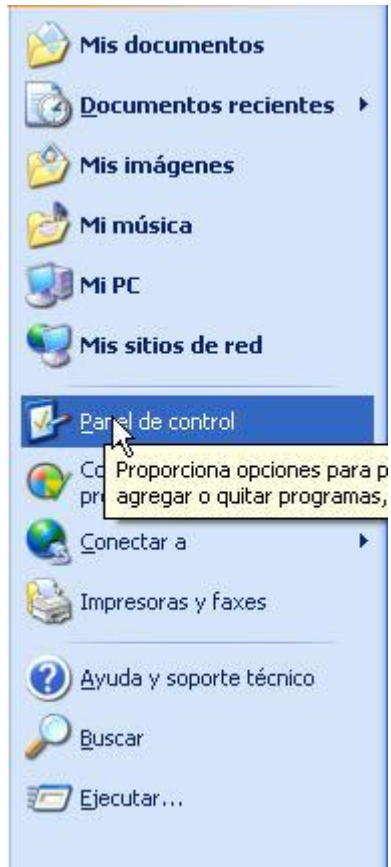 Mis documentos
Documentos recientes
Mis imágenes
Mi música
Mi PC
Mis sitios de red
Panel de control
Proporciona opciones para
agregar o quitar programas,
Conectar a
Impresoras y faxes
Ayuda y soporte técnico
Buscar
Ejecutar...